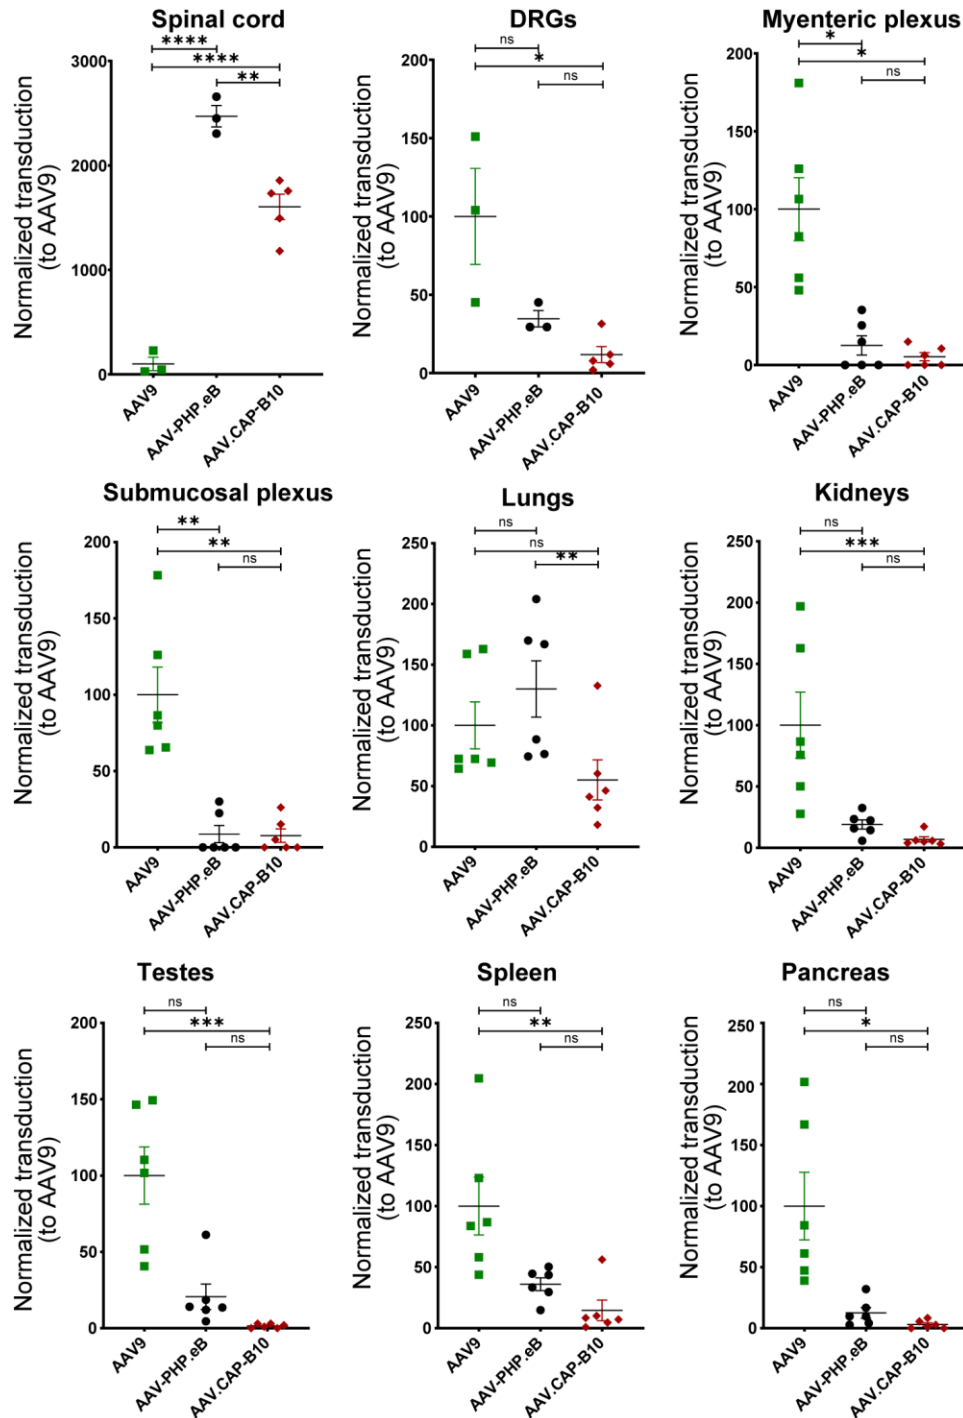 Spinal cord
****
****
**
Normalized transduction
(to AAV9)
3000
2000
1000
0
AAV9
AAV-PHP.eB
AAV.CAP-B10
DRGs
ns
*
ns
Normalized transduction
(to AAV9)
200
150
100
50
0
AAV9
AAV-PHP.eB
AAV.CAP-B10
Myenteric plexus
*
*
ns
Normalized transduction
(to AAV9)
200
150
100
50
0
AAV9
AAV-PHP.eB
AAV.CAP-B10
Submucosal plexus
**
**
ns
Normalized transduction
(to AAV9)
200
150
100
50
0
AAV9
AAV-PHP.eB
AAV.CAP-B10
Lungs
ns
ns
**
Normalized transduction
(to AAV9)
250
200
150
100
50
0
AAV9
AAV-PHP.eB
AAV.CAP-B10
Kidneys
ns
***
ns
Normalized transduction
(to AAV9)
250
200
150
100
50
0
AAV9
AAV-PHP.eB
AAV.CAP-B10
Testes
ns
***
ns
Normalized transduction
(to AAV9)
200
150
100
50
0
AAV9
AAV-PHP.eB
AAV.CAP-B10
Spleen
ns
**
ns
Normalized transduction
(to AAV9)
250
200
150
100
50
0
AAV9
AAV-PHP.eB
AAV.CAP-B10
Pancreas
ns
*
ns
Normalized transduction
(to AAV9)
250
200
150
100
50
0
AAV9
AAV-PHP.eB
AAV.CAP-B10